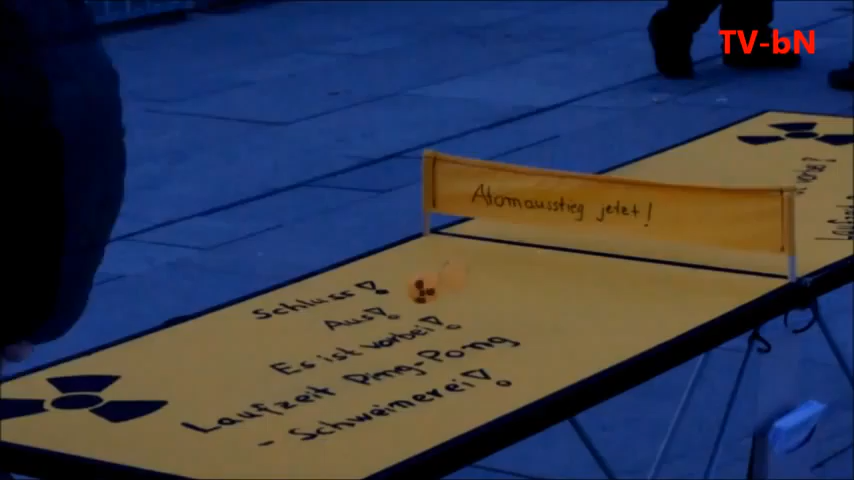 TV-bN
Atomausstieg jetzt!
Schluss!
Aus!
Es ist vorbei!
Laufzeit Ping-Pong
- Schweinerei!